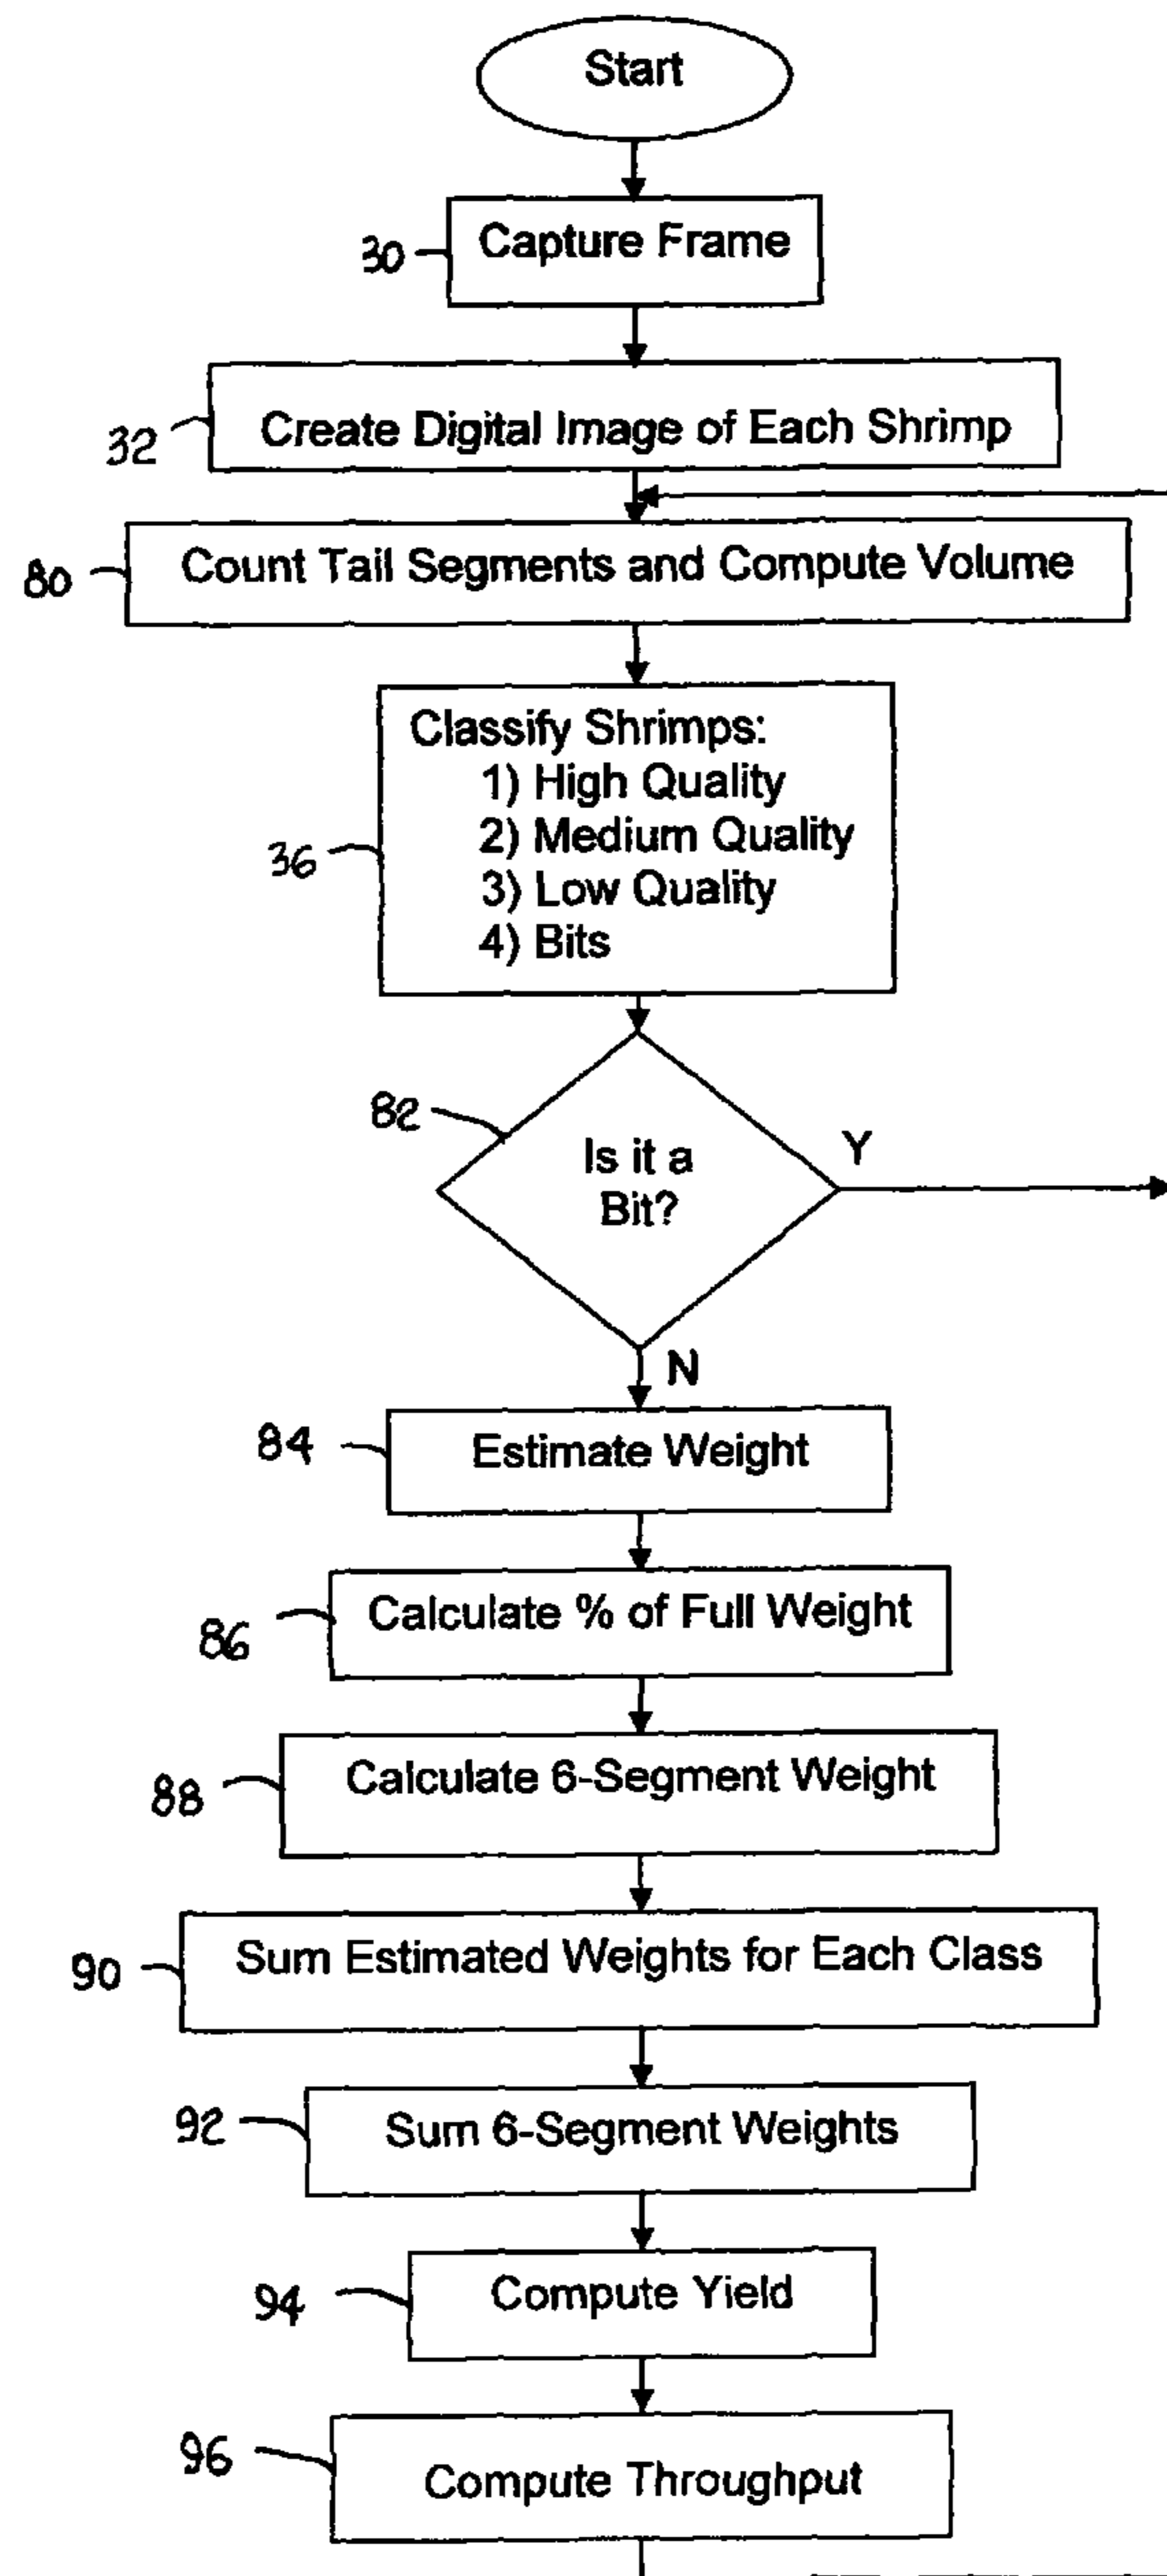 Start
30
Capture Frame
32
Create Digital Image of Each Shrimp
80
Count Tail Segments and Compute Volume
36
Classify Shrimps:
1) High Quality
2) Medium Quality
3) Low Quality
4) Bits
82
Is it a
Bit?
Y
N
84
Estimate Weight
86
Calculate % of Full Weight
88
Calculate 6-Segment Weight
90
Sum Estimated Weights for Each Class
92
Sum 6-Segment Weights
94
Compute Yield
96
Compute Throughput